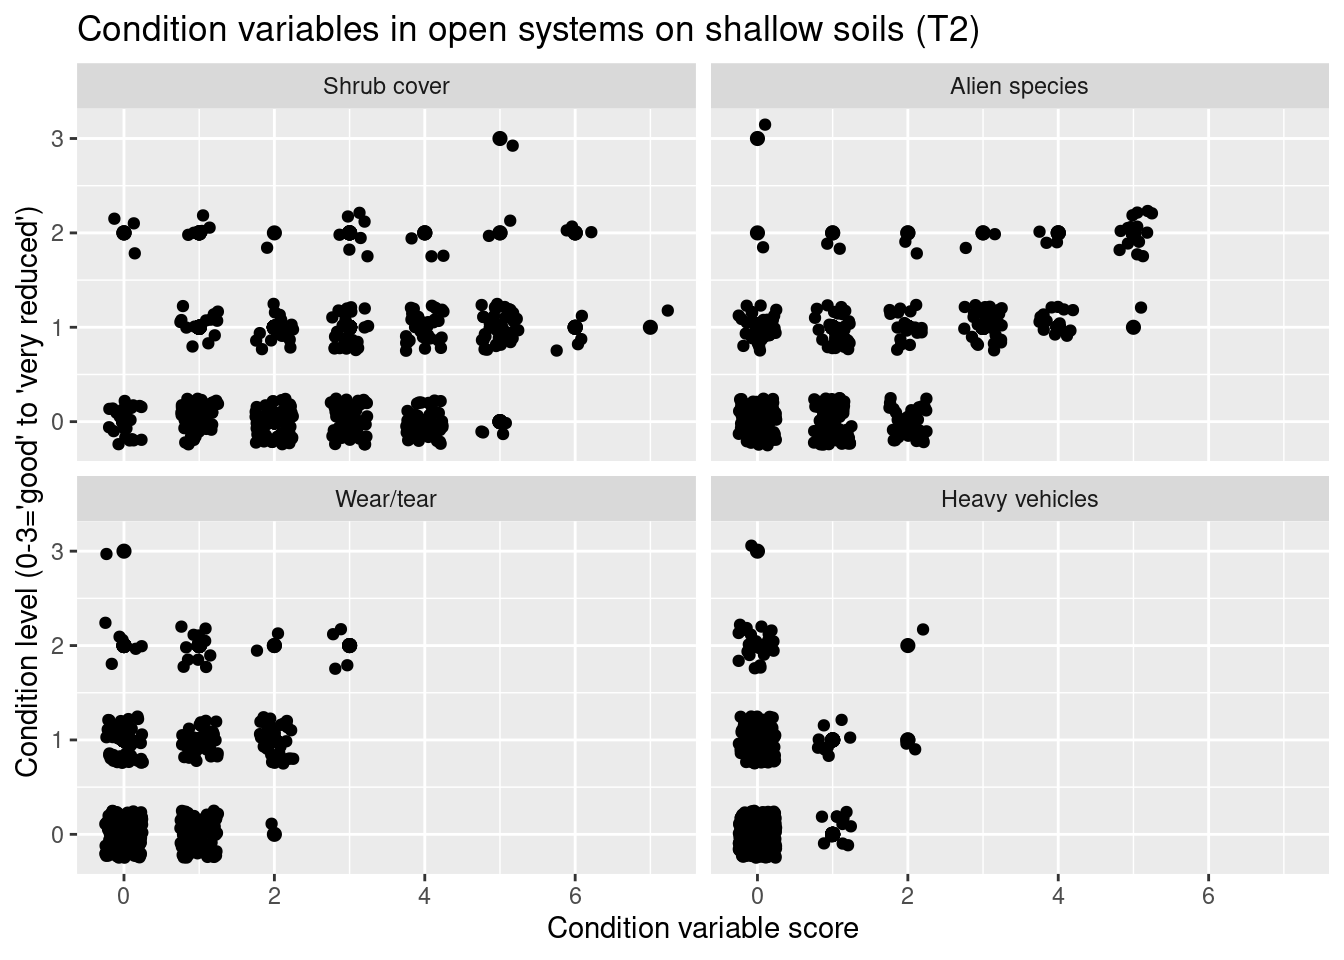 Condition variables in open systems on shallow soils (T2)
Shrub cover
Alien species
3
2
1
0
Wear/tear
Heavy vehicles
3
2
1
0
0 2 4 6 0 2 4 6
Condition variable score
Condition level (0-3='good' to 'very reduced')